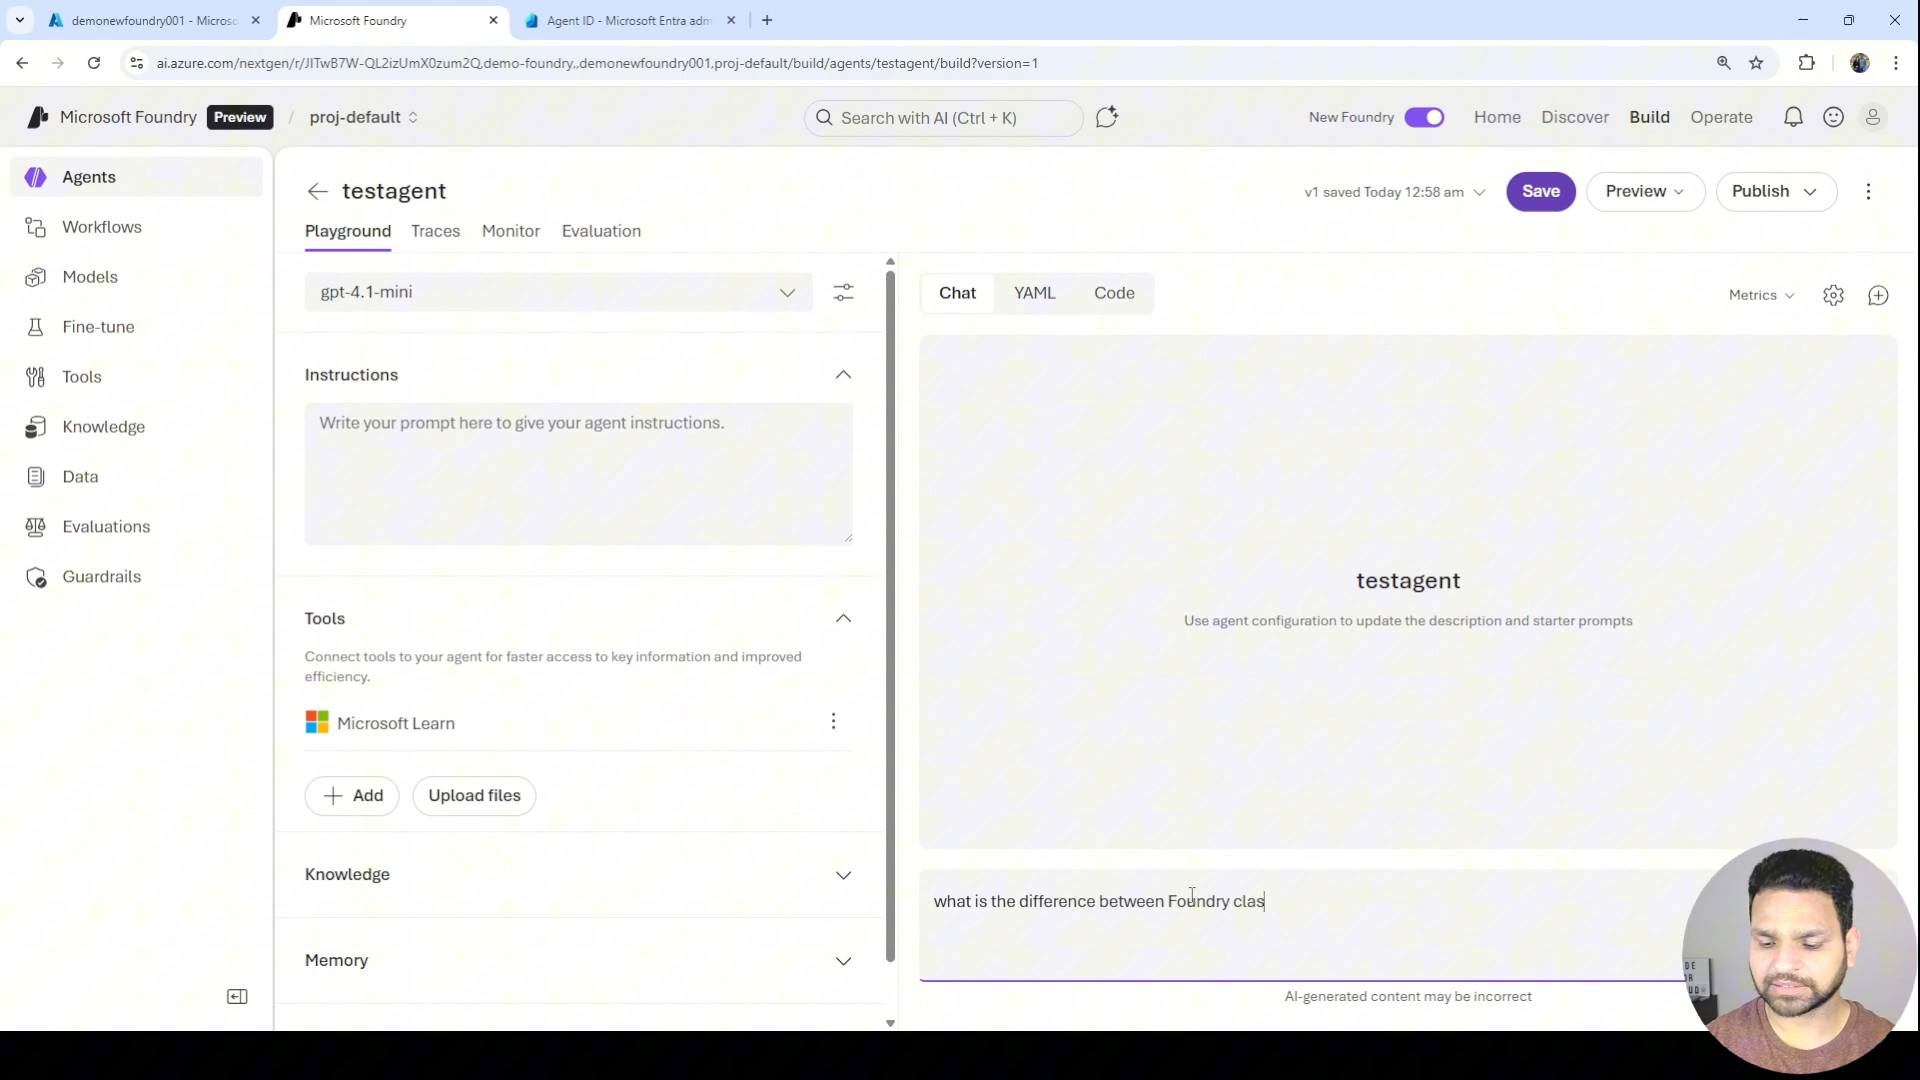 demonewfoundry001 - Microso
Microsoft Foundry
Agent ID - Microsoft Entra adm
ai.azure.com/nextgen/r/JITwB7W-QL2izUmX0zum2Q,demo-foundry,,demonewfoundry001,proj-default/build/agents/testagent/build?version=1
Microsoft Foundry Preview / proj-default
Search with AI (Ctrl + K)
New Foundry Home Discover Build Operate
Agents
Workflows
Models
Fine-tune
Tools
Knowledge
Data
Evaluations
Guardrails
testagent
v1 saved Today 12:58 am Save Preview Publish
Playground Traces Monitor Evaluation
gpt-4.1-mini
Instructions
Write your prompt here to give your agent instructions.
Tools
Connect tools to your agent for faster access to key information and improved
efficiency.
Microsoft Learn
Add Upload files
Knowledge
Memory
Chat YAML Code
Metrics
testagent
Use agent configuration to update the description and starter prompts
what is the difference between Foundry clas
AI-generated content may be incorrect